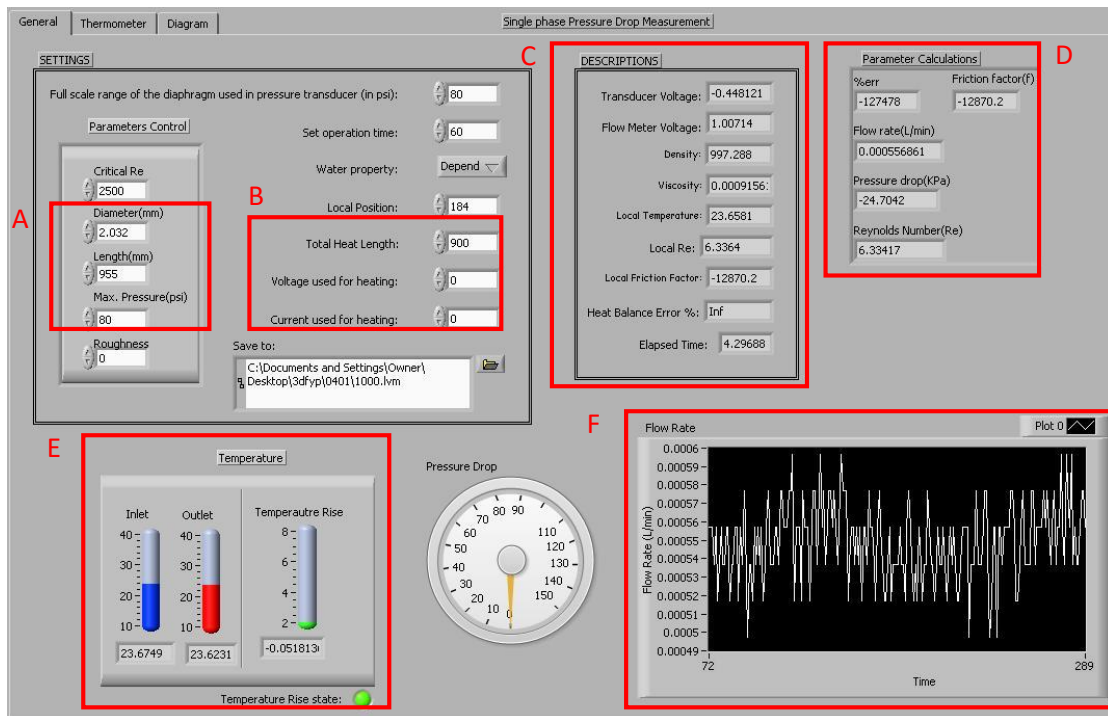 General Thermometer Diagram
Single phase Pressure Drop Measurement
SETTINGS
Full scale range of the diaphragm used in pressure transducer (in psi): 80
Parameters Control
Set operation time: 60
Critical Re
2500
Water property: Depend
A
Diameter(mm)
2.032
Local Position: 184
B
Length(mm)
955
Total Heat Length: 900
Max. Pressure(psi)
80
Voltage used for heating: 0
Current used for heating: 0
Roughness
0
Save to:
C:\Documents and Settings\Owner\
Desktop\3dfyp\0401\1000.lvm
C
DESCRIPTIONS
Transducer Voltage: -0.448121
Flow Meter Voltage: 1.00714
Density: 997.288
Viscosity: 0.0009156
Local Temperature: 23.6581
Local Re: 6.3364
Local Friction Factor: -12870.2
Heat Balance Error %: Inf
Elapsed Time: 4.29688
D
Parameter Calculations
%err Friction factor(f)
-127478 -12870.2
Flow rate(L/min)
0.000556861
Pressure drop(KPa)
-24.7042
Reynolds Number(Re)
6.33417
E
Temperature
Inlet Outlet Temperautre Rise
40 40 8
30 30 6
20 20 4
10 10 2
23.6749 23.6231 -0.051813
Temperature Rise state:
Pressure Drop
0 10 20 30 40 50 60 70 80 90 110 120 130 150
F
Flow Rate
Plot 0
Flow Rate (L/min)
0.0006
0.00059
0.00058
0.00057
0.00056
0.00055
0.00054
0.00053
0.00052
0.00051
0.0005
0.00049
72 289
Time